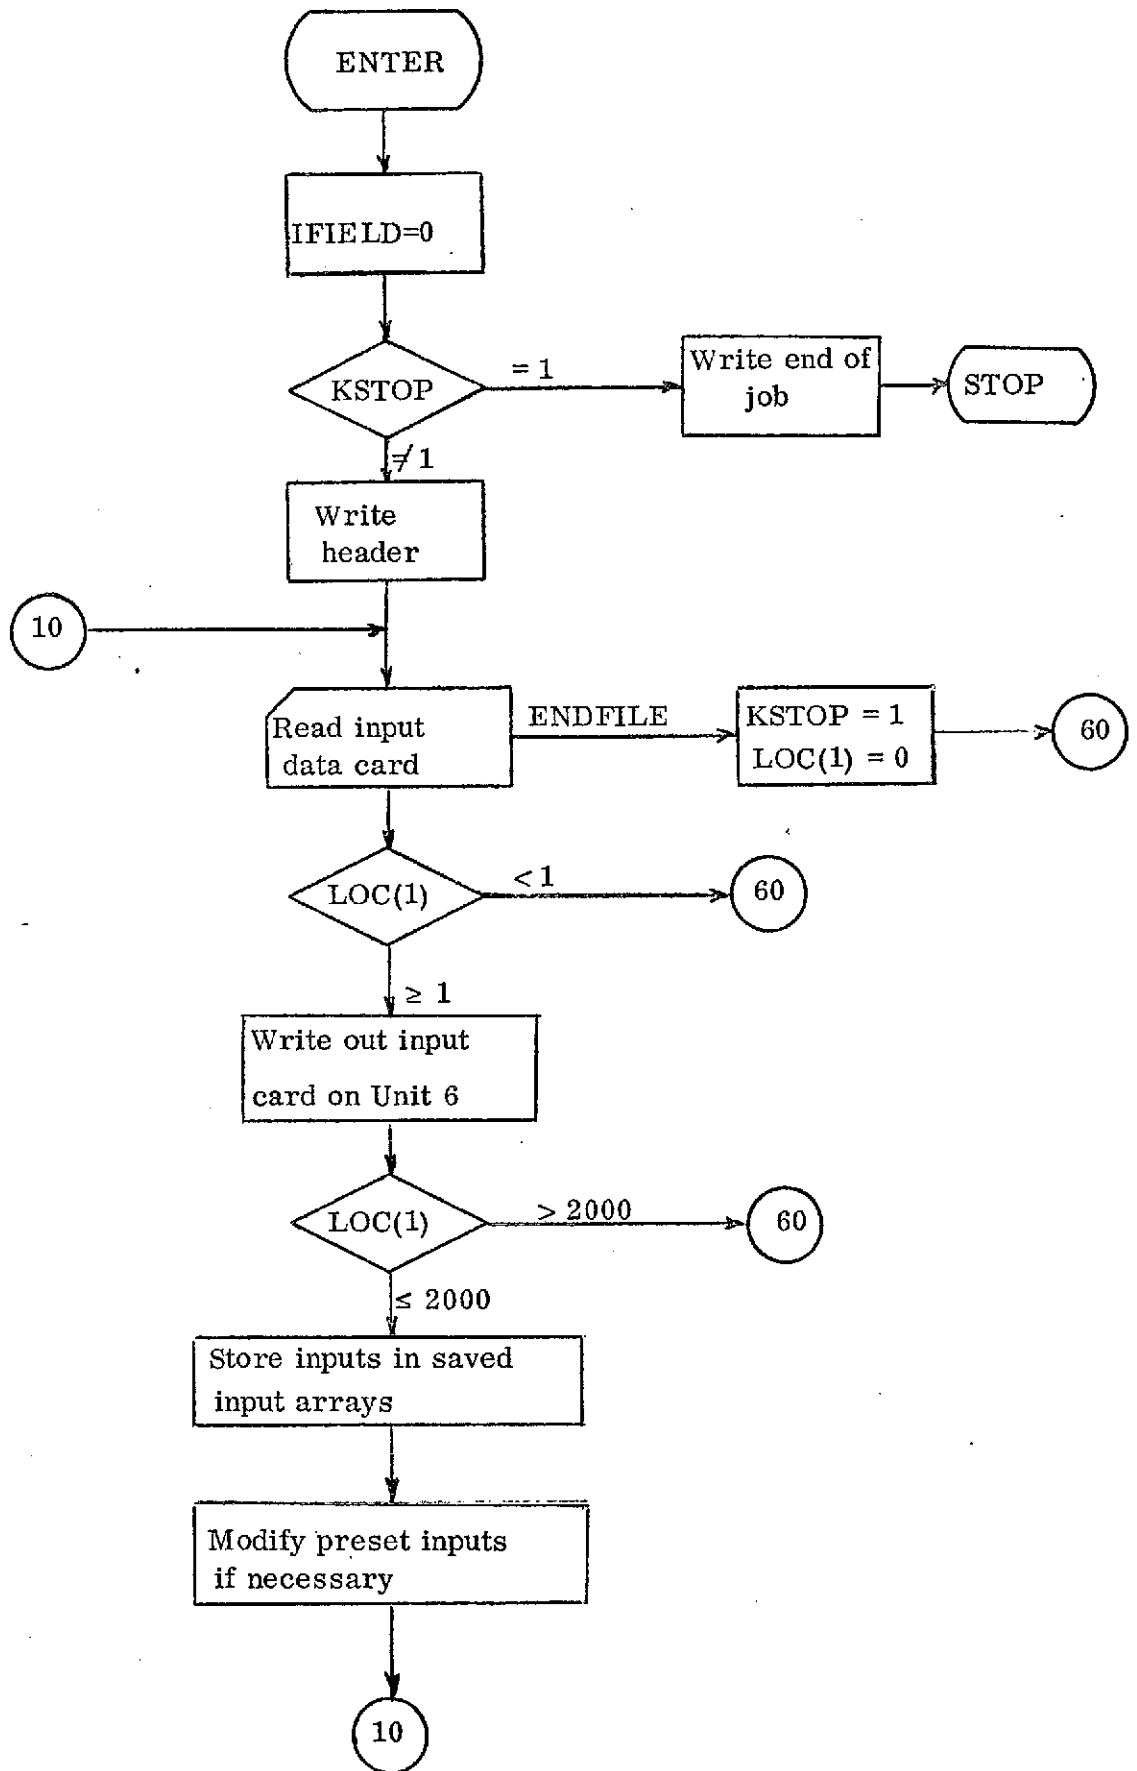 ENTER
IFIELD=0
KSTOP
= 1
Write end of
job
STOP
≠ 1
Write
header
10
Read input
data card
ENDFILE
KSTOP = 1
LOC(1) = 0
60
LOC(1)
< 1
60
≥ 1
Write out input
card on Unit 6
LOC(1)
> 2000
60
≤ 2000
Store inputs in saved
input arrays
Modify preset inputs
if necessary
10